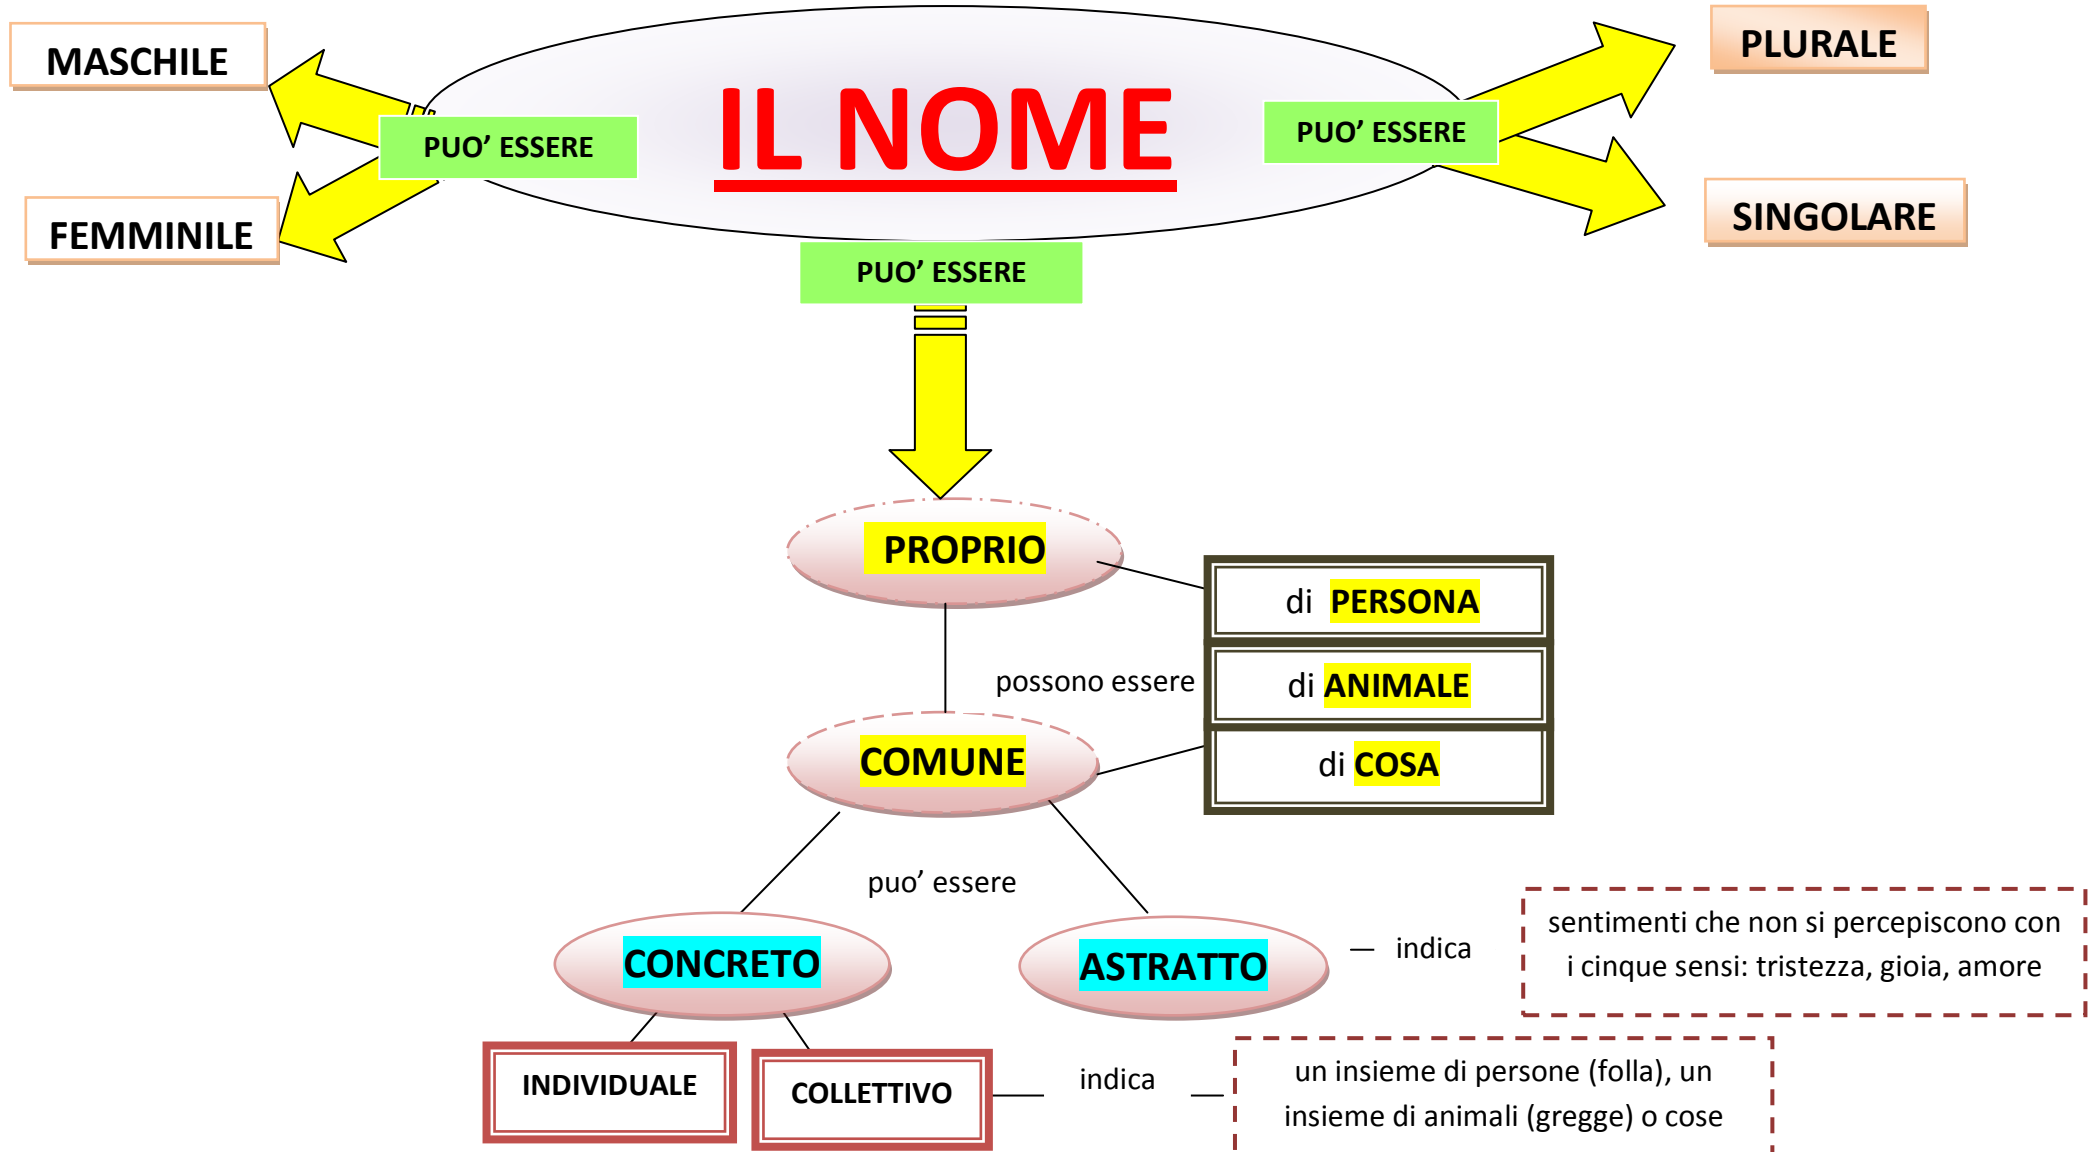 MASCHILE
FEMMINILE
PUO’ ESSERE
IL NOME
PUO’ ESSERE
PLURALE
SINGOLARE
PUO’ ESSERE
PROPRIO
di PERSONA
possono essere
di ANIMALE
COMUNE
di COSA
puo’ essere
CONCRETO
ASTRATTO
indica
sentimenti che non si percepiscono con
i cinque sensi: tristezza, gioia, amore
INDIVIDUALE
COLLETTIVO
indica
un insieme di persone (folla), un
insieme di animali (gregge) o cose